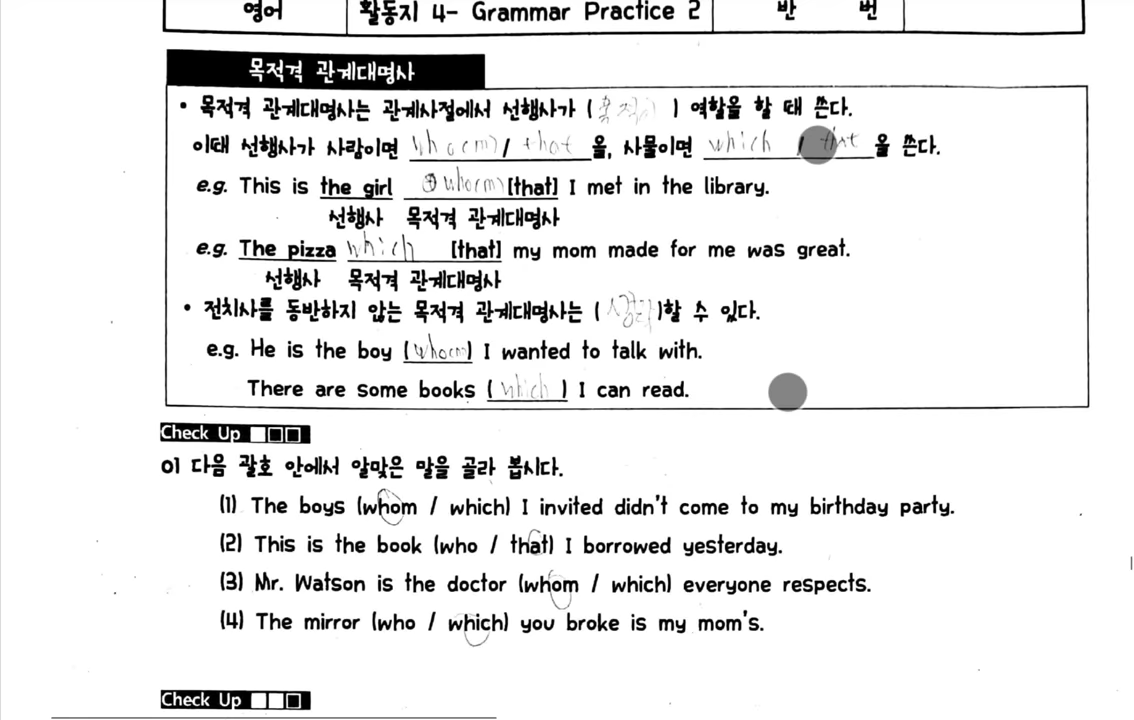 영어 활동지 4- Grammar Practice 2 반 번
목적격 관계대명사
• 목적격 관계대명사는 관계사절에서 선행사가 (목적어) 역할을 할 때 쓴다.
이때 선행사가 사람이면 who(m) / that 을, 사물이면 which / that 을 쓴다.
e.g. This is the girl who(m) [that] I met in the library.
선행사 목적격 관계대명사
e.g. The pizza which [that] my mom made for me was great.
선행사 목적격 관계대명사
• 전치사를 동반하지 않는 목적격 관계대명사는 (생략)할 수 있다.
e.g. He is the boy (who(m)) I wanted to talk with.
There are some books (which) I can read.
Check Up
01 다음 괄호 안에서 알맞은 말을 골라 봅시다.
(1) The boys (whom / which) I invited didn't come to my birthday party.
(2) This is the book (who / that) I borrowed yesterday.
(3) Mr. Watson is the doctor (whom / which) everyone respects.
(4) The mirror (who / which) you broke is my mom's.
Check Up